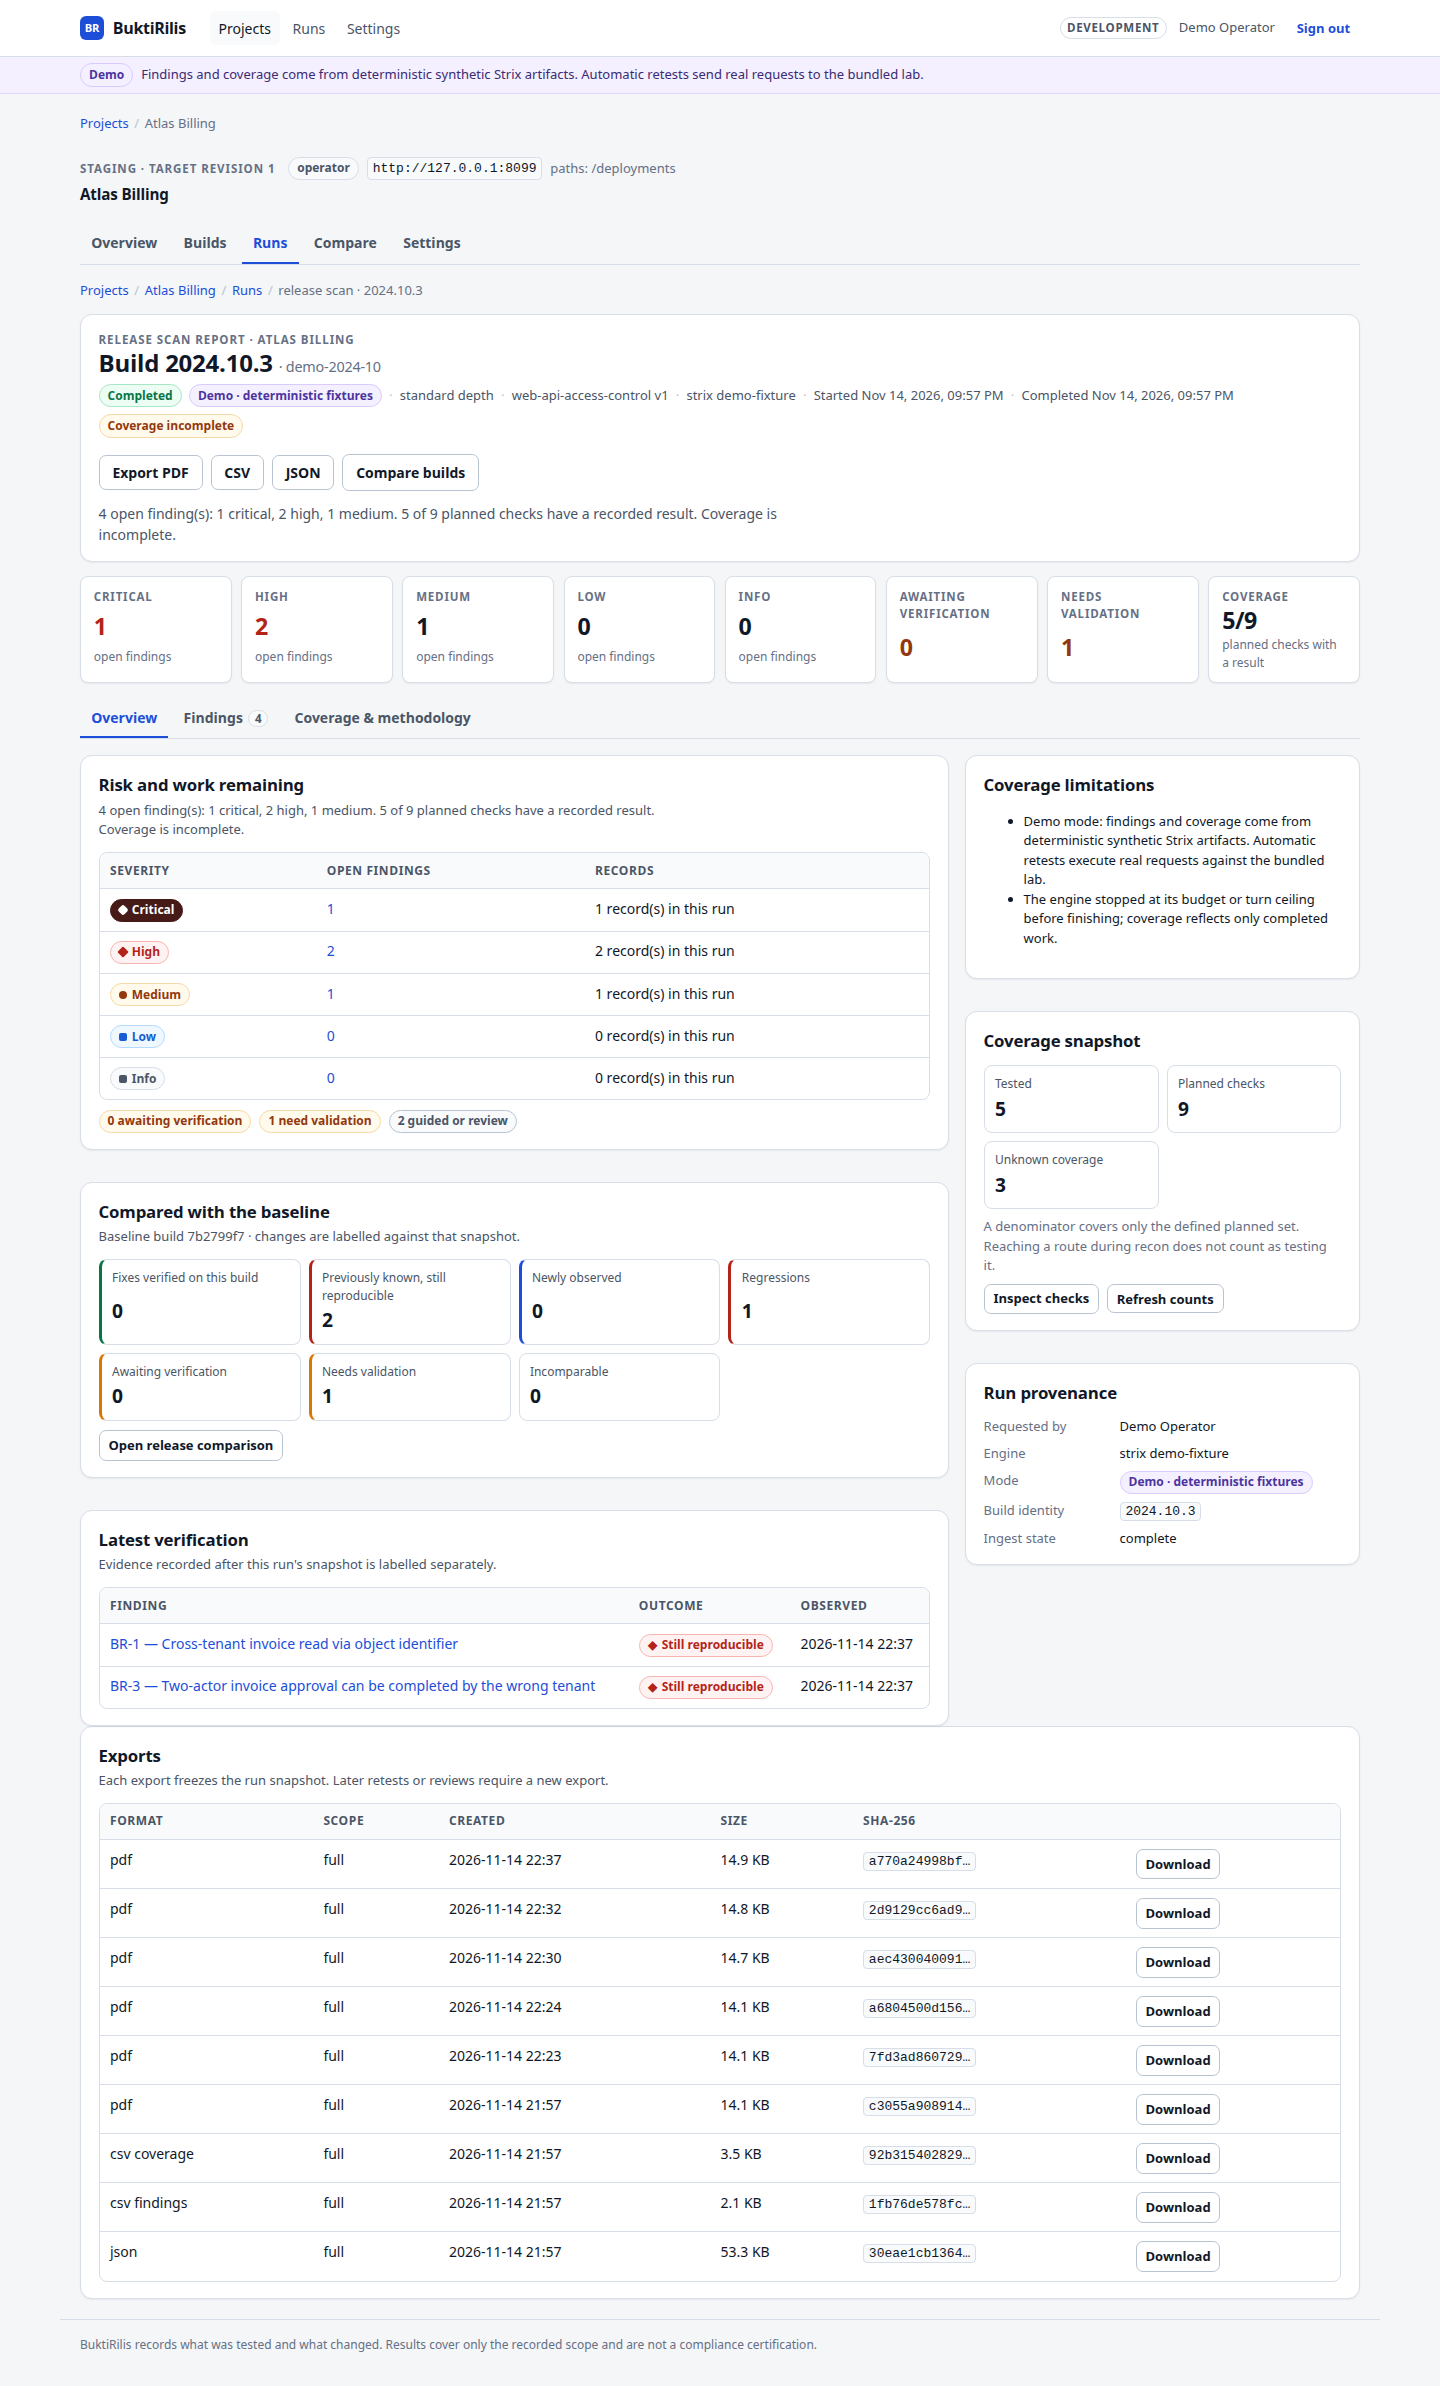 BR BuktiRilis Projects Runs Settings DEVELOPMENT Demo Operator Sign out
Demo Findings and coverage come from deterministic synthetic Strix artifacts. Automatic retests send real requests to the bundled lab.
Projects / Atlas Billing
STAGING · TARGET REVISION 1 operator http://127.0.0.1:8099 paths: /deployments
Atlas Billing
Overview Builds Runs Compare Settings
Projects / Atlas Billing / Runs / release scan · 2024.10.3
RELEASE SCAN REPORT · ATLAS BILLING
Build 2024.10.3 · demo-2024-10
Completed Demo · deterministic fixtures · standard depth · web-api-access-control v1 · strix demo-fixture · Started Nov 14, 2026, 09:57 PM · Completed Nov 14, 2026, 09:57 PM
Coverage incomplete
Export PDF CSV JSON Compare builds
4 open finding(s): 1 critical, 2 high, 1 medium. 5 of 9 planned checks have a recorded result. Coverage is
incomplete.
CRITICAL
1
open findings
HIGH
2
open findings
MEDIUM
1
open findings
LOW
0
open findings
INFO
0
open findings
AWAITING
VERIFICATION
0
NEEDS
VALIDATION
1
COVERAGE
5/9
planned checks with
a result
Overview Findings 4 Coverage & methodology
Risk and work remaining
4 open finding(s): 1 critical, 2 high, 1 medium. 5 of 9 planned checks have a recorded result.
Coverage is incomplete.
SEVERITY OPEN FINDINGS RECORDS
Critical 1 1 record(s) in this run
High 2 2 record(s) in this run
Medium 1 1 record(s) in this run
Low 0 0 record(s) in this run
Info 0 0 record(s) in this run
0 awaiting verification 1 need validation 2 guided or review
Compared with the baseline
Baseline build 7b2799f7 · changes are labelled against that snapshot.
Fixes verified on this build
0
Previously known, still
reproducible
2
Newly observed
0
Regressions
1
Awaiting verification
0
Needs validation
1
Incomparable
0
Open release comparison
Latest verification
Evidence recorded after this run's snapshot is labelled separately.
FINDING OUTCOME OBSERVED
BR-1 — Cross-tenant invoice read via object identifier Still reproducible 2026-11-14 22:37
BR-3 — Two-actor invoice approval can be completed by the wrong tenant Still reproducible 2026-11-14 22:37
Coverage limitations
• Demo mode: findings and coverage come from
deterministic synthetic Strix artifacts. Automatic
retests execute real requests against the bundled
lab.
• The engine stopped at its budget or turn ceiling
before finishing; coverage reflects only completed
work.
Coverage snapshot
Tested
5
Planned checks
9
Unknown coverage
3
A denominator covers only the defined planned set.
Reaching a route during recon does not count as testing
it.
Inspect checks Refresh counts
Run provenance
Requested by Demo Operator
Engine strix demo-fixture
Mode Demo · deterministic fixtures
Build identity 2024.10.3
Ingest state complete
Exports
Each export freezes the run snapshot. Later retests or reviews require a new export.
FORMAT SCOPE CREATED SIZE SHA-256
pdf full 2026-11-14 22:37 14.9 KB a770a24998bf… Download
pdf full 2026-11-14 22:32 14.8 KB 2d9129cc6ad9… Download
pdf full 2026-11-14 22:30 14.7 KB aec430040091… Download
pdf full 2026-11-14 22:24 14.1 KB a6804500d156… Download
pdf full 2026-11-14 22:23 14.1 KB 7fd3ad860729… Download
pdf full 2026-11-14 21:57 14.1 KB c3055a908914… Download
csv coverage full 2026-11-14 21:57 3.5 KB 92b315402829… Download
csv findings full 2026-11-14 21:57 2.1 KB 1fb76de578fc… Download
json full 2026-11-14 21:57 53.3 KB 30eae1cb1364… Download
BuktiRilis records what was tested and what changed. Results cover only the recorded scope and are not a compliance certification.